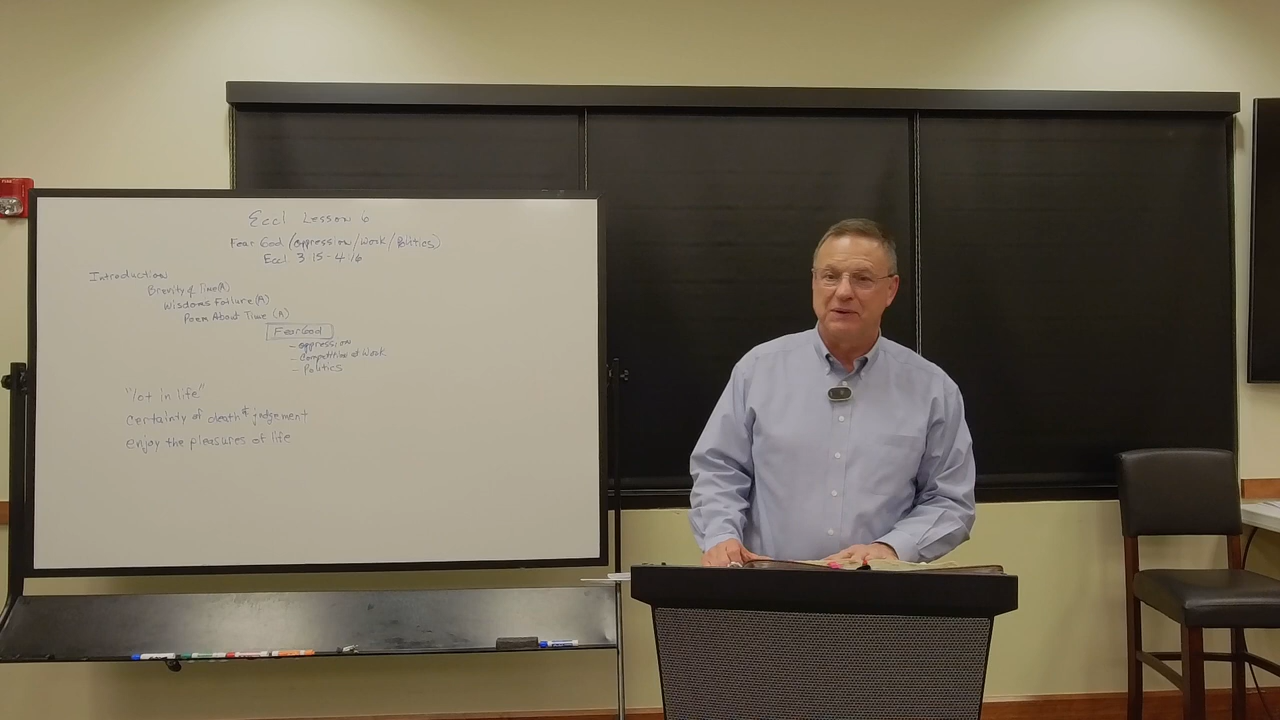 Eccl Lesson 6
Fear God (oppression/Work/Politics)
Eccl 3:15-4:16
Introduction
Brevity of Time(A)
Wisdoms Failure (A)
Poem About Time (A)
Fear God
- oppression
- Competition at Work
- Politics
"lot in life"
certainty of death & judgement
enjoy the pleasures of life
FIRE